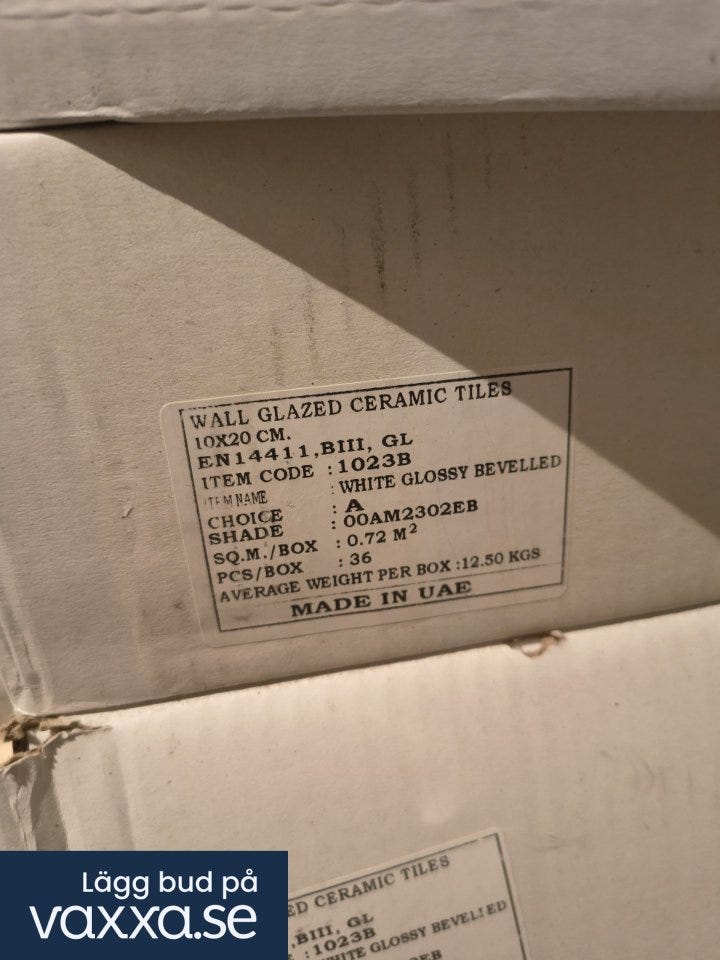 WALL GLAZED CERAMIC TILES
10X20 CM.
EN14411,BIII, GL
ITEM CODE : 1023B
ITEM NAME : WHITE GLOSSY BEVELLED
CHOICE : A
SHADE : 00AM2302EB
SQ.M./BOX : 0.72 M²
PCS/BOX : 36
AVERAGE WEIGHT PER BOX :12.50 KGS
MADE IN UAE
ED CERAMIC TILES
,BIII, GL
: 1023B
WHITE GLOSSY BEVELLED
Lägg bud på
vaxxa.se